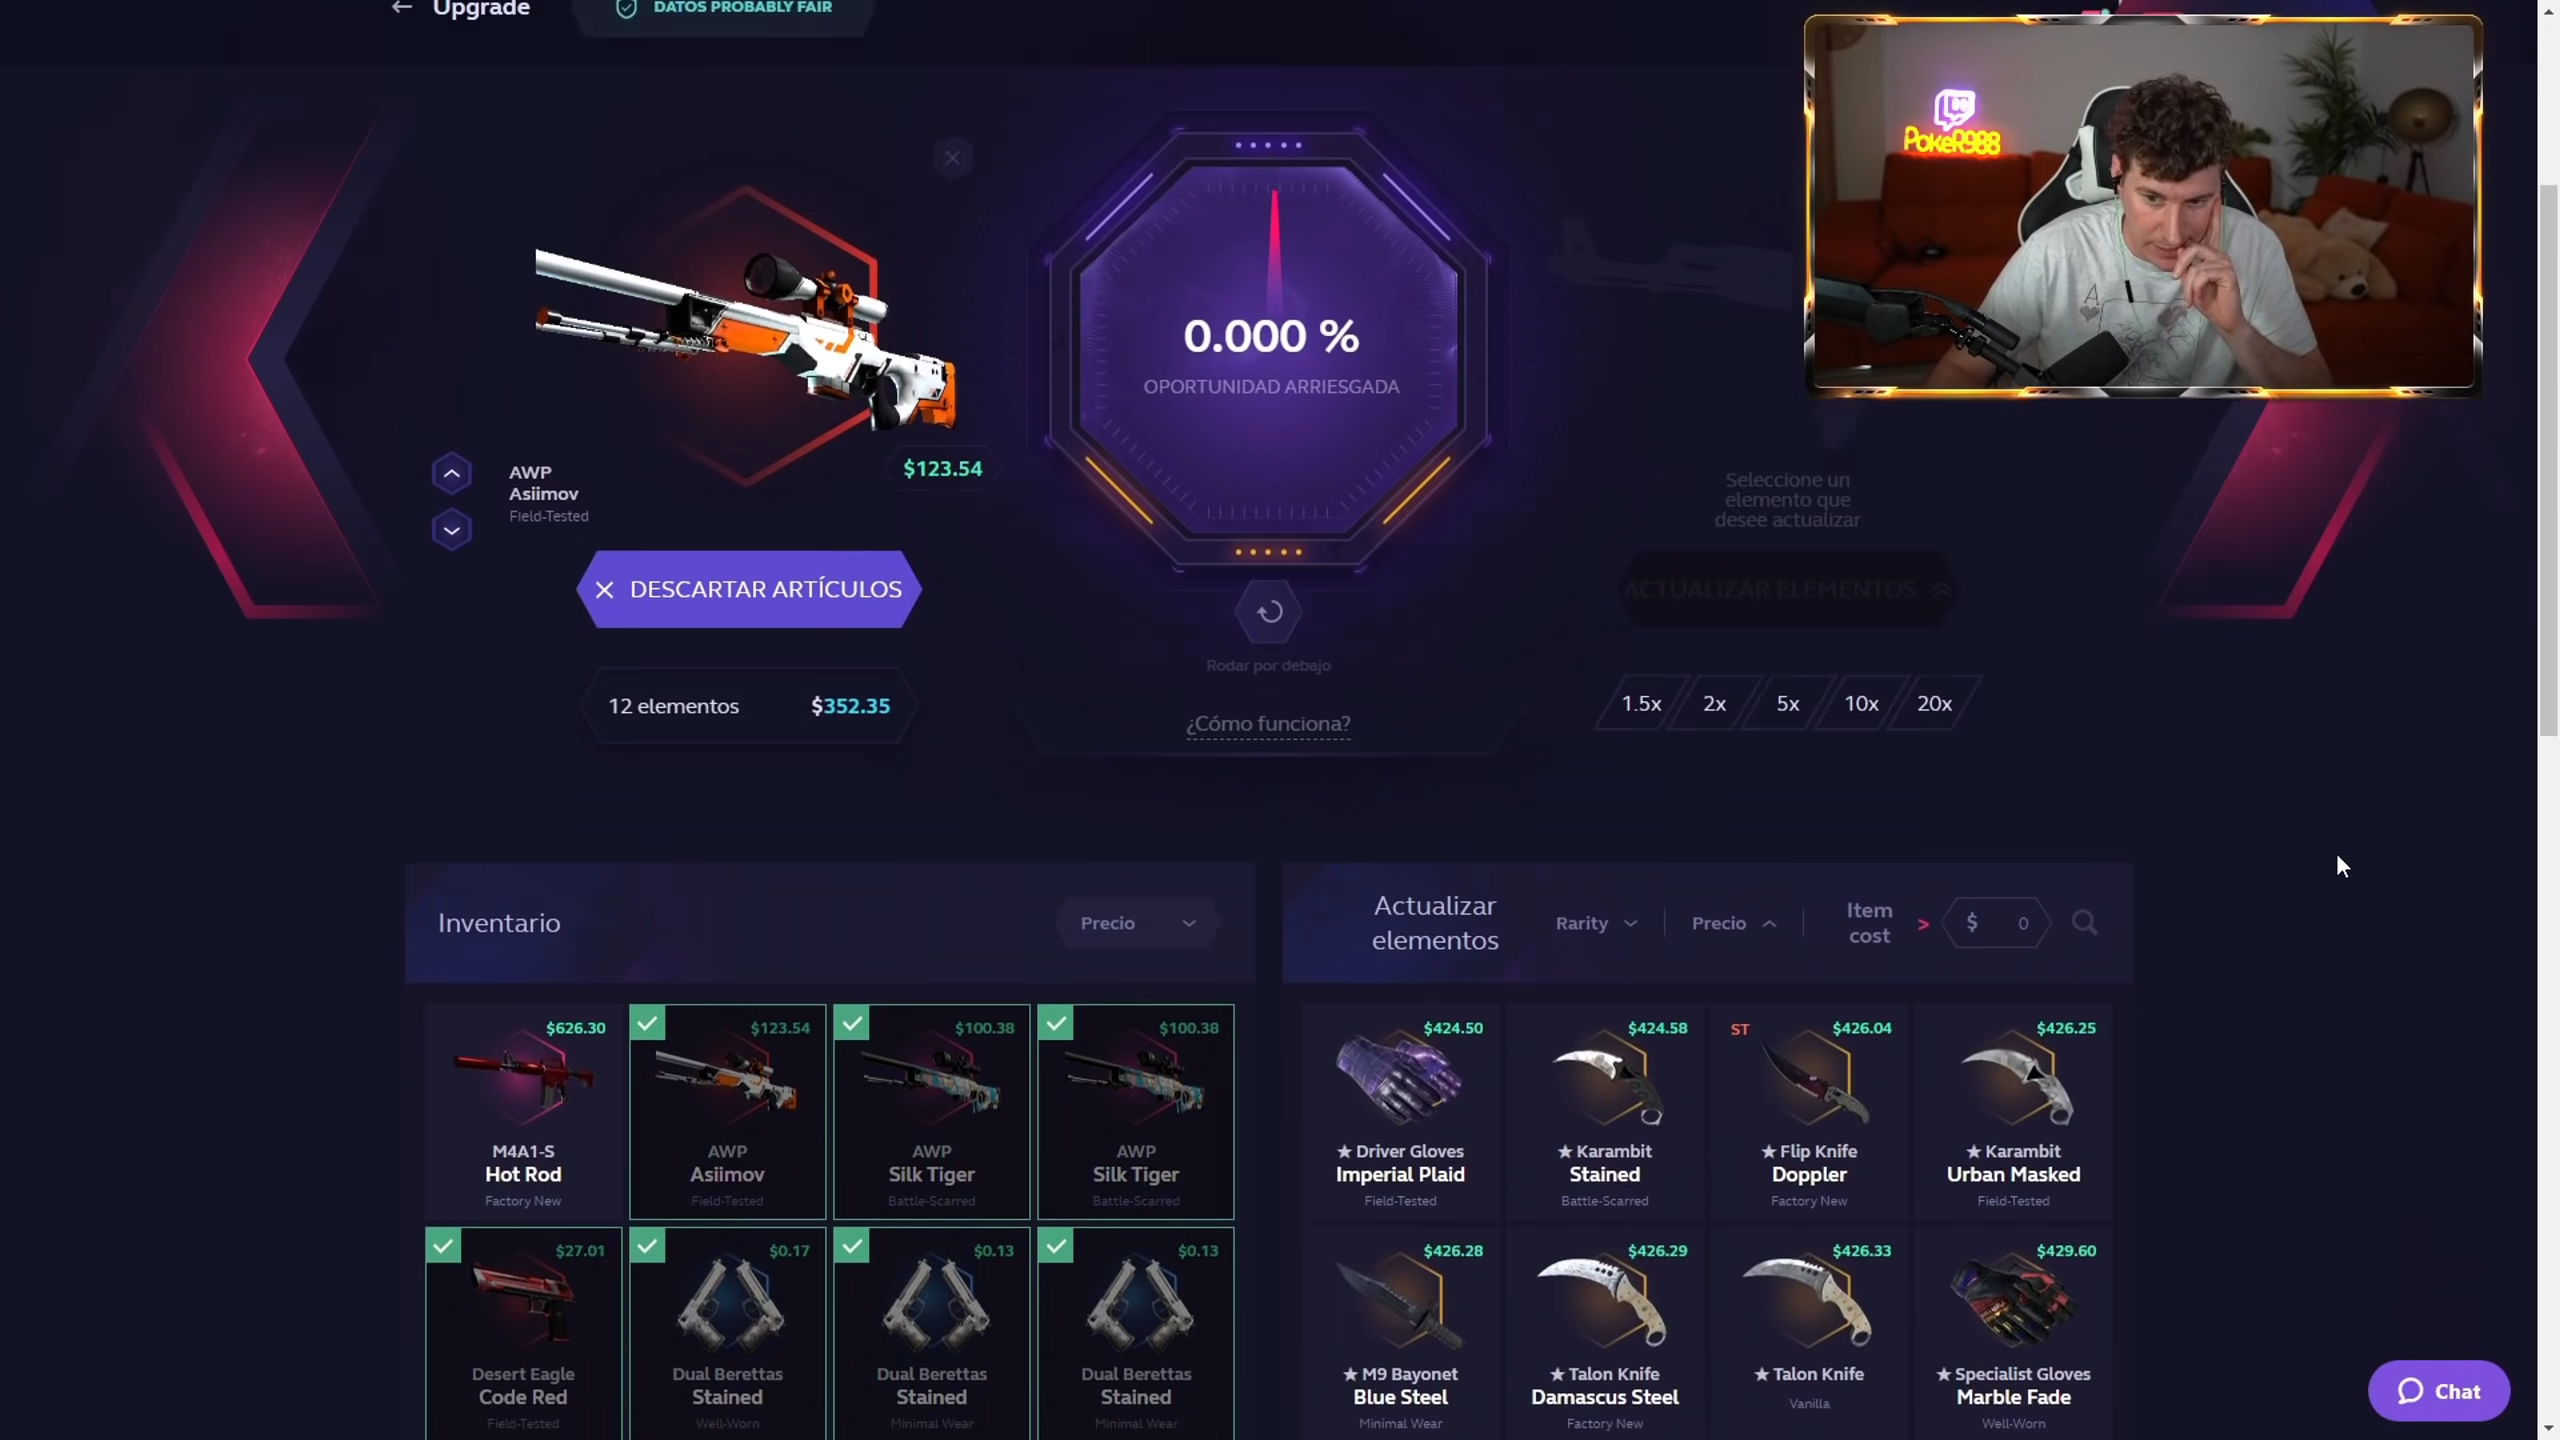 Upgrade
DATOS PROBABLY FAIR
PokeR988
A
0.000 %
OPORTUNIDAD ARRIESGADA
AWP
Asiimov
Field-Tested
$123.54
Seleccione un
elemento que
desee actualizar
DESCARTAR ARTÍCULOS
ACTUALIZAR ELEMENTOS
Rodar por debajo
12 elementos $352.35
¿Cómo funciona?
1.5x 2x 5x 10x 20x
Inventario
Precio
Actualizar
elementos
Rarity
Precio
Item
cost
> $ 0
$626.30
M4A1-S
Hot Rod
Factory New
$123.54
AWP
Asiimov
Field-Tested
$100.38
AWP
Silk Tiger
Battle-Scarred
$100.38
AWP
Silk Tiger
Battle-Scarred
$424.50
★ Driver Gloves
Imperial Plaid
Field-Tested
$424.58
★ Karambit
Stained
Battle-Scarred
ST $426.04
★ Flip Knife
Doppler
Factory New
$426.25
★ Karambit
Urban Masked
Field-Tested
$27.01
Desert Eagle
Code Red
Field-Tested
$0.17
Dual Berettas
Stained
Well-Worn
$0.13
Dual Berettas
Stained
Minimal Wear
$0.13
Dual Berettas
Stained
Minimal Wear
$426.28
★ M9 Bayonet
Blue Steel
Minimal Wear
$426.29
★ Talon Knife
Damascus Steel
Factory New
$426.33
★ Talon Knife
Vanilla
$429.60
★ Specialist Gloves
Marble Fade
Well-Worn
Chat